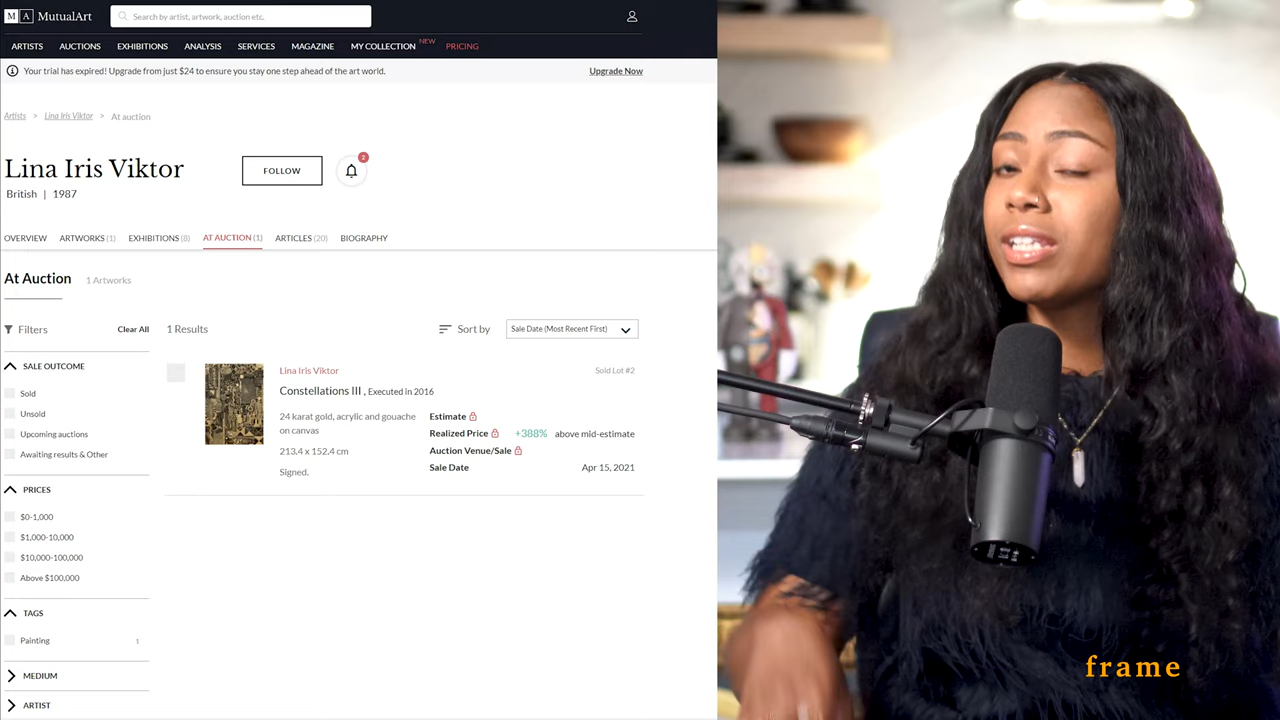 M A MutualArt
Search by artist, artwork, auction etc.
ARTISTS AUCTIONS EXHIBITIONS ANALYSIS SERVICES MAGAZINE MY COLLECTION NEW PRICING
Your trial has expired! Upgrade from just $24 to ensure you stay one step ahead of the art world. Upgrade Now
Artists > Lina Iris Viktor > At auction
Lina Iris Viktor
FOLLOW
2
British | 1987
OVERVIEW ARTWORKS (1) EXHIBITIONS (8) AT AUCTION (1) ARTICLES (20) BIOGRAPHY
At Auction 1 Artworks
Filters Clear All
1 Results
Sort by Sale Date (Most Recent First)
SALE OUTCOME
Sold
Unsold
Upcoming auctions
Awaiting results & Other
PRICES
$0-1,000
$1,000-10,000
$10,000-100,000
Above $100,000
TAGS
Painting 1
MEDIUM
ARTIST
Lina Iris Viktor
Sold Lot #2
Constellations III , Executed in 2016
24 karat gold, acrylic and gouache
on canvas
213.4 x 152.4 cm
Signed.
Estimate
Realized Price +388% above mid-estimate
Auction Venue/Sale
Sale Date Apr 15, 2021
frame